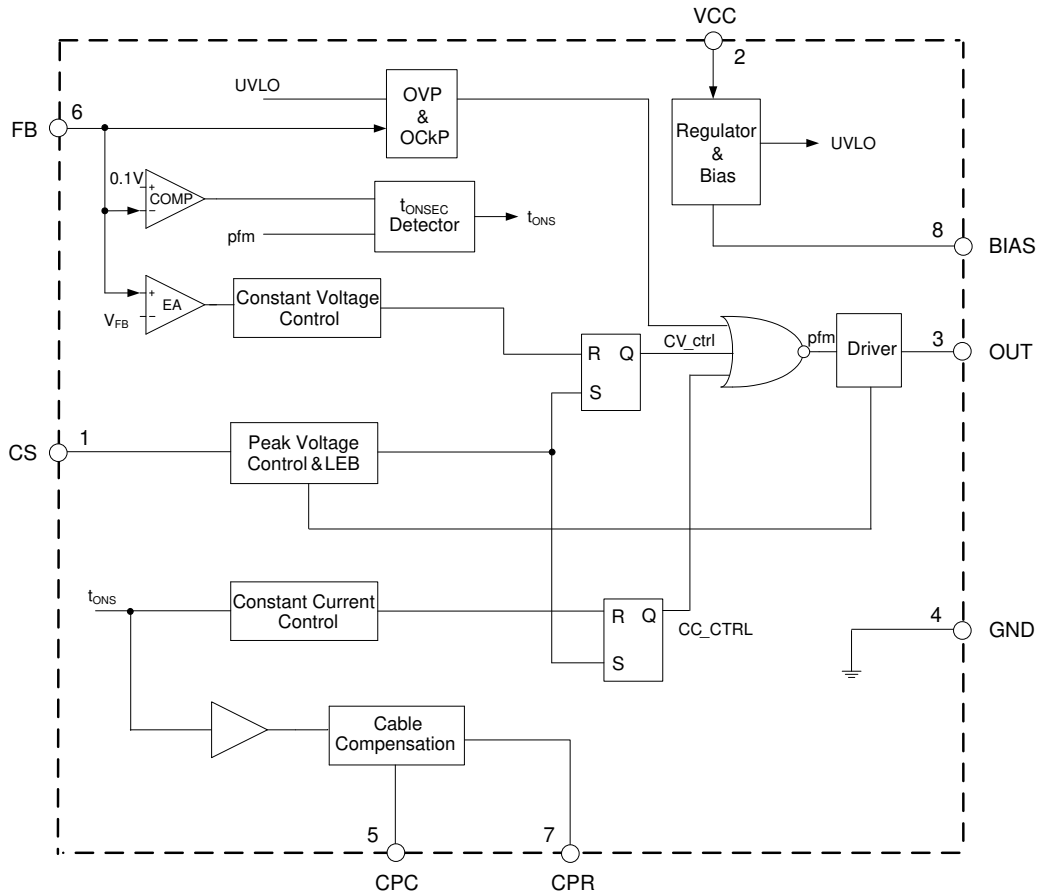 VCC
2
UVLO
OVP
&
OCkP
6
FB
Regulator
&
Bias
UVLO
0.1V
+
COMP
−
tONSEC
Detector
tONS
pfm
8
BIAS
+
EA
−
VFB
Constant Voltage
Control
R Q
S
CV_ctrl
pfm
Driver
3
OUT
CS
1
Peak Voltage
Control & LEB
tONS
Constant Current
Control
R Q
S
CC_CTRL
4
GND
Cable
Compensation
5
7
CPC
CPR